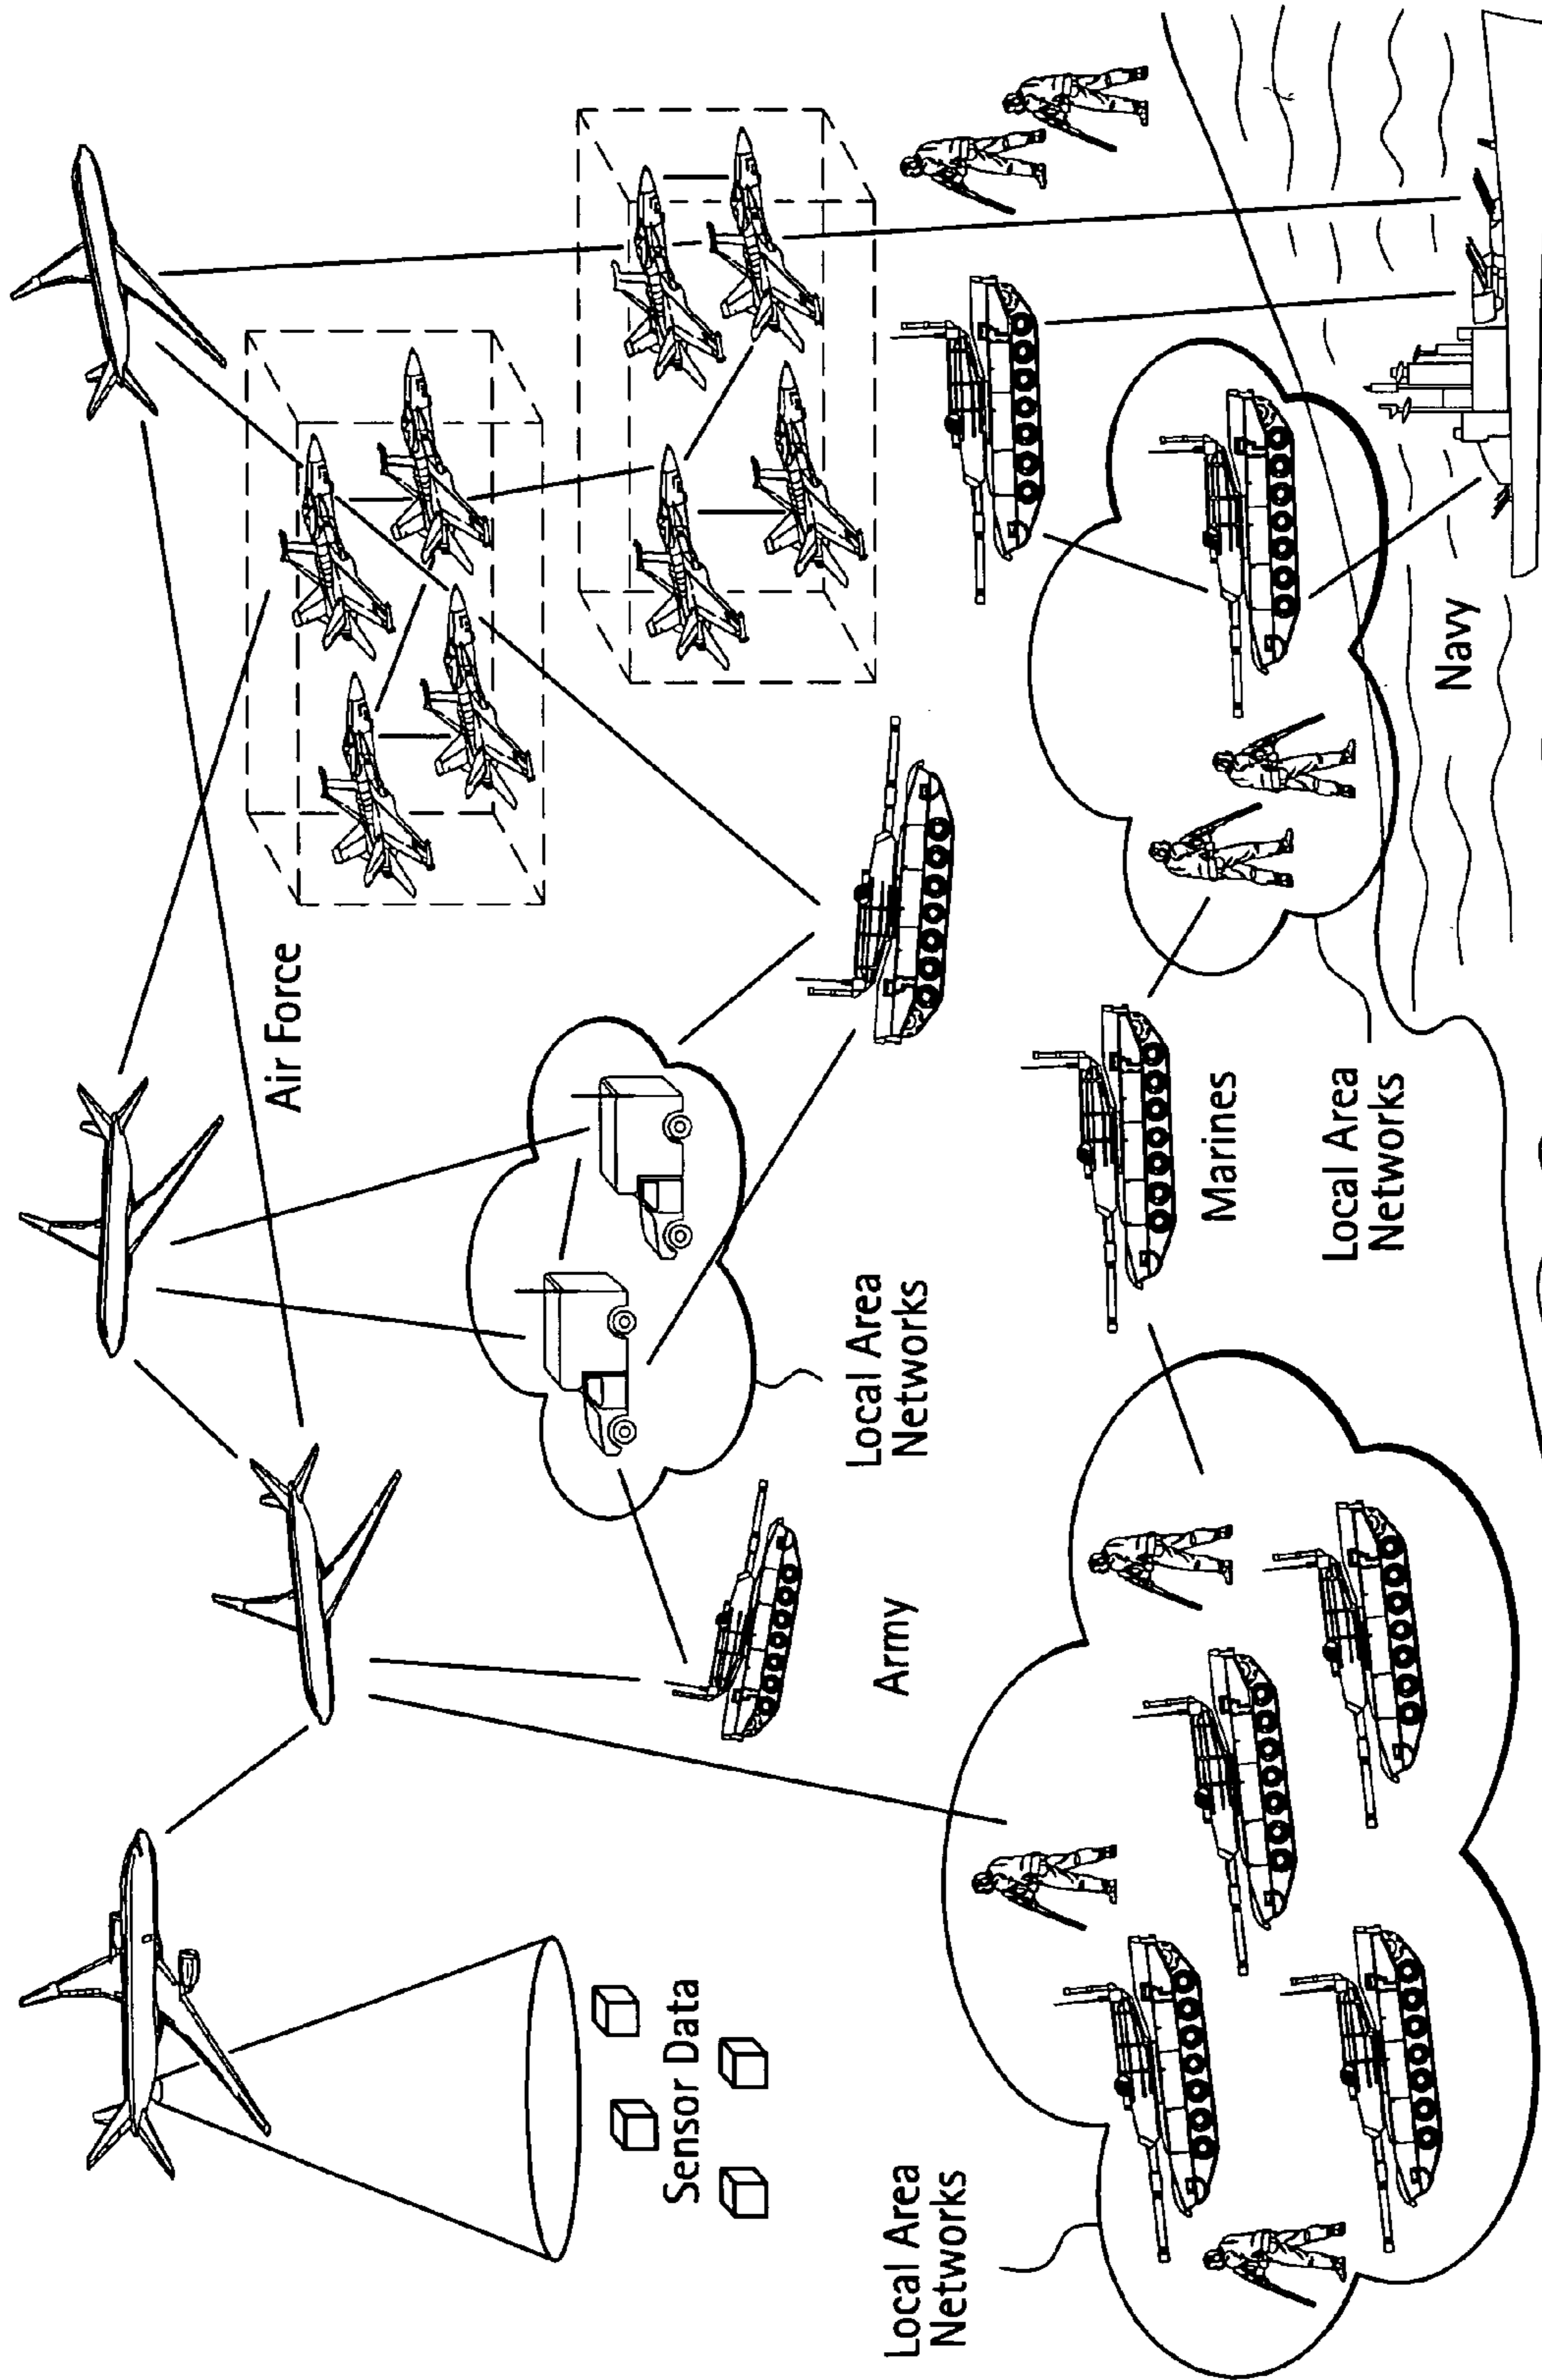 Air Force
Sensor Data
Local Area
Networks
Army
Local Area
Networks
Marines
Local Area
Networks
Navy